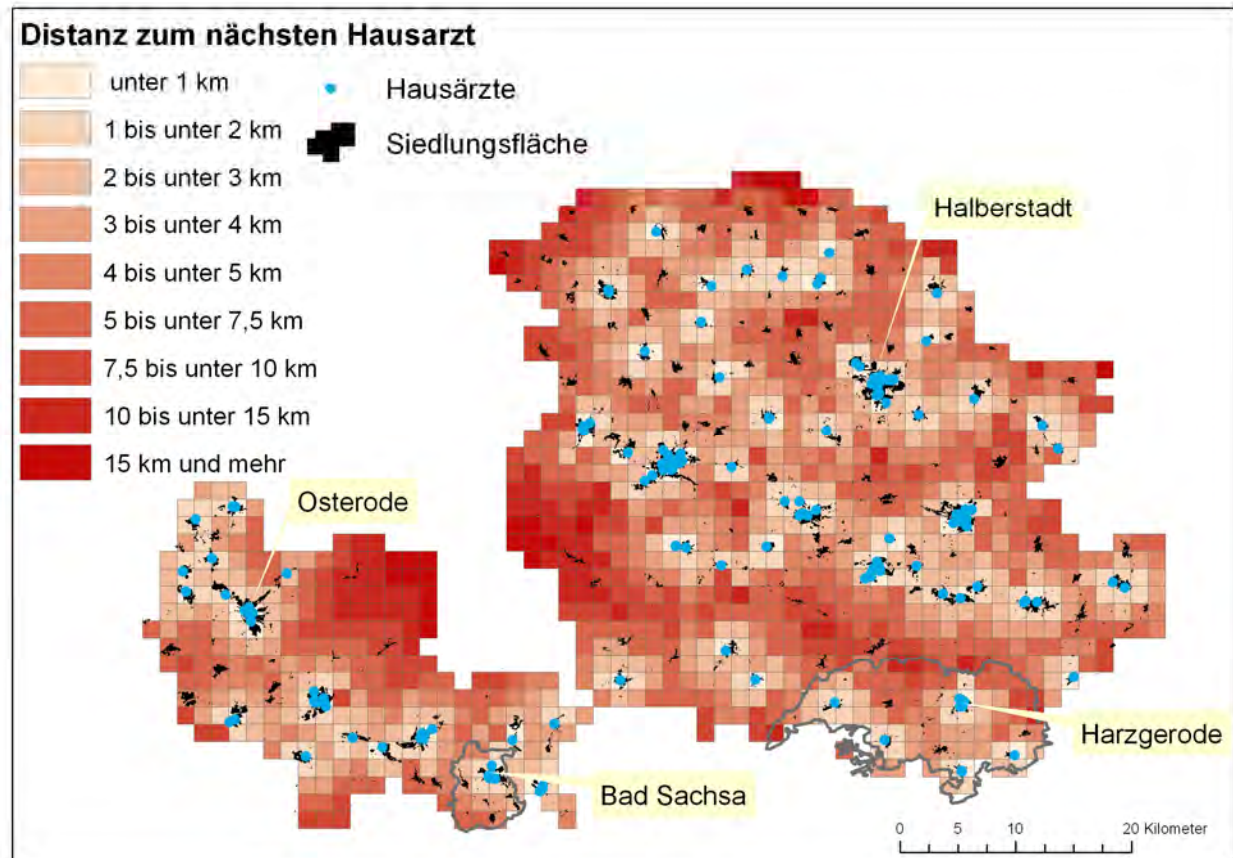 Distanz zum nächsten Hausarzt
unter 1 km
1 bis unter 2 km
2 bis unter 3 km
3 bis unter 4 km
4 bis unter 5 km
5 bis unter 7,5 km
7,5 bis unter 10 km
10 bis unter 15 km
15 km und mehr
Hausärzte
Siedlungsfläche
Halberstadt
Osterode
Harzgerode
Bad Sachsa
0 5 10 20 Kilometer